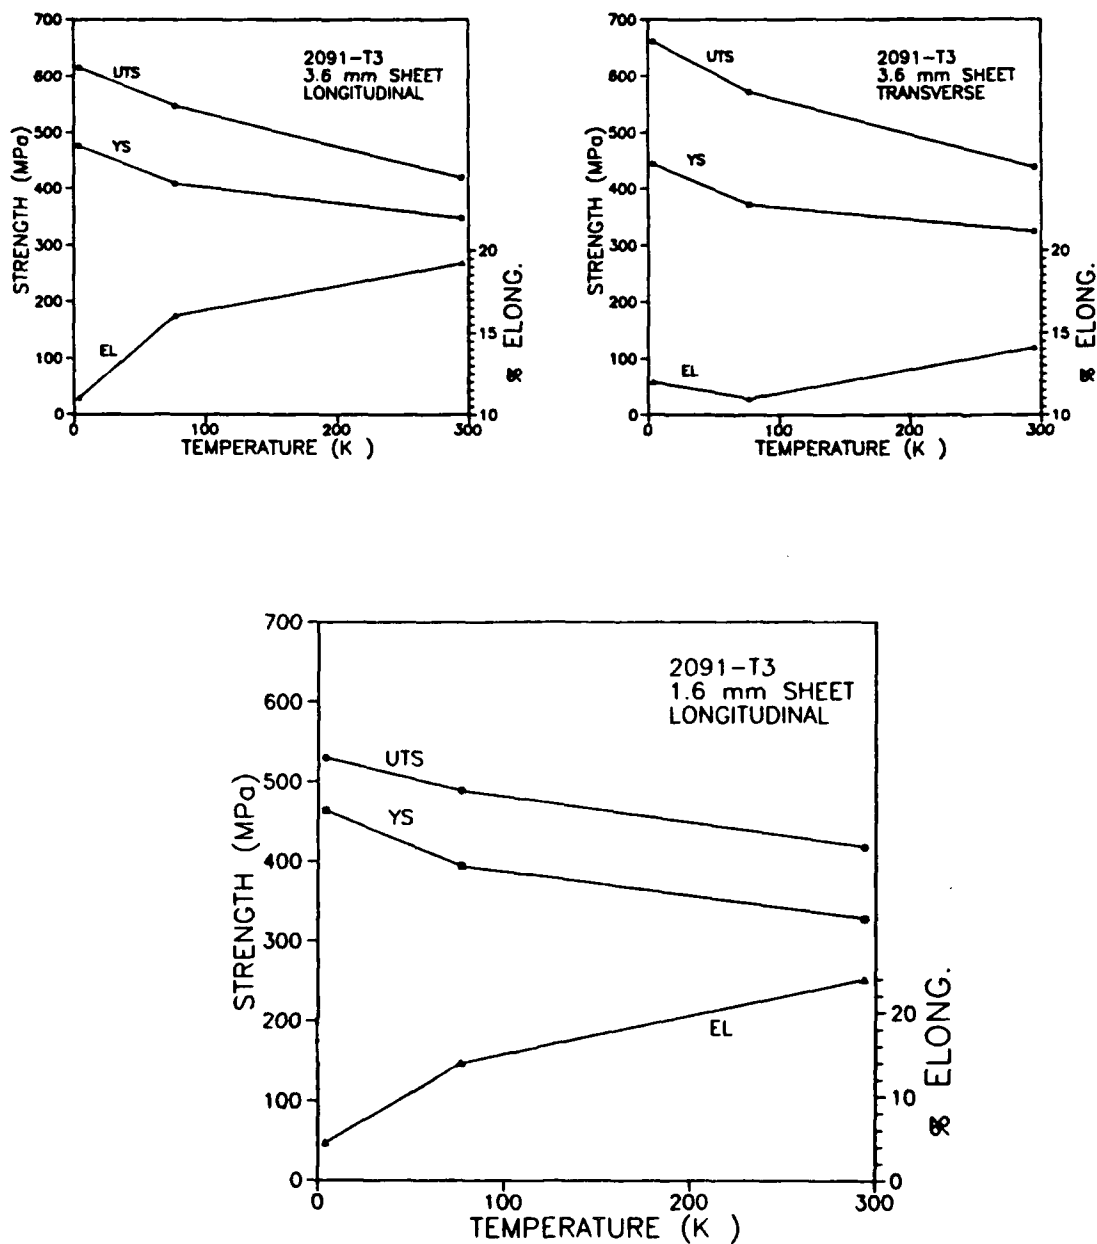 700
600
500
400
300
200
100
0
STRENGTH (MPa)
UTS
YS
EL
2091-T3
3.6 mm SHEET
LONGITUDINAL
20
15
10
% ELONG.
0 100 200 300
TEMPERATURE (K )
700
600
500
400
300
200
100
0
STRENGTH (MPa)
UTS
YS
EL
2091-T3
3.6 mm SHEET
TRANSVERSE
20
15
10
% ELONG.
0 100 200 300
TEMPERATURE (K )
700
600
500
400
300
200
100
0
STRENGTH (MPa)
UTS
YS
EL
2091-T3
1.6 mm SHEET
LONGITUDINAL
20
10
0
% ELONG.
0 100 200 300
TEMPERATURE (K )